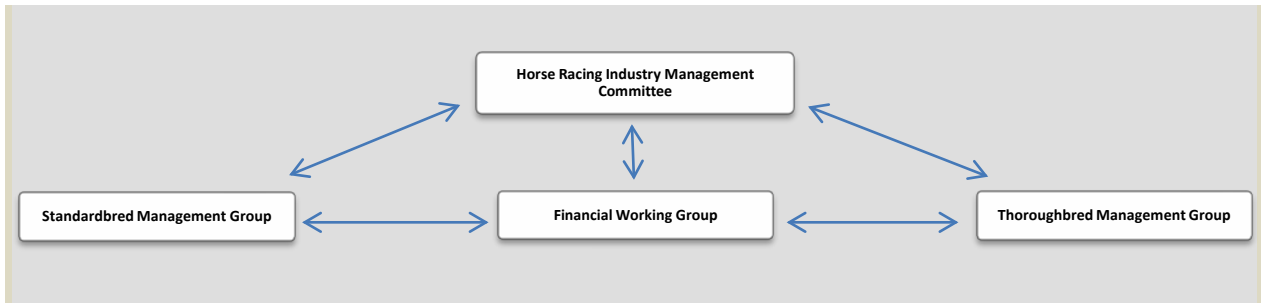 Horse Racing Industry Management
Committee
Standardbred Management Group
Financial Working Group
Thoroughbred Management Group